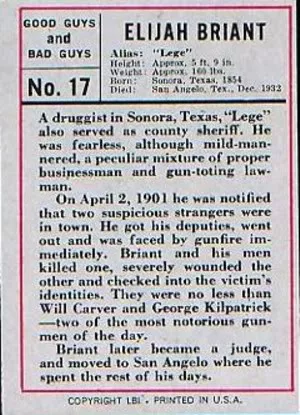 GOOD GUYS
and
BAD GUYS
No. 17
ELIJAH BRIANT
Alias: "Lege"
Height: Approx. 5 ft. 9 in.
Weight: Approx. 160 lbs.
Born: Sonora, Texas, 1854
Died: San Angelo, Tex., Dec. 1932
A druggist in Sonora, Texas, "Lege"
also served as county sheriff. He
was fearless, although mild-man-
nered, a peculiar mixture of proper
businessman and gun-toting law-
man.
On April 2, 1901 he was notified
that two suspicious strangers were
in town. He got his deputies, went
out and was faced by gunfire im-
mediately. Briant and his men
killed one, severely wounded the
other and checked into the victim's
identities. They were no less than
Will Carver and George Kilpatrick
—two of the most notorious gun-
men of the day.
Briant later became a judge,
and moved to San Angelo where he
spent the rest of his days.
COPYRIGHT LBI - PRINTED IN U.S.A.